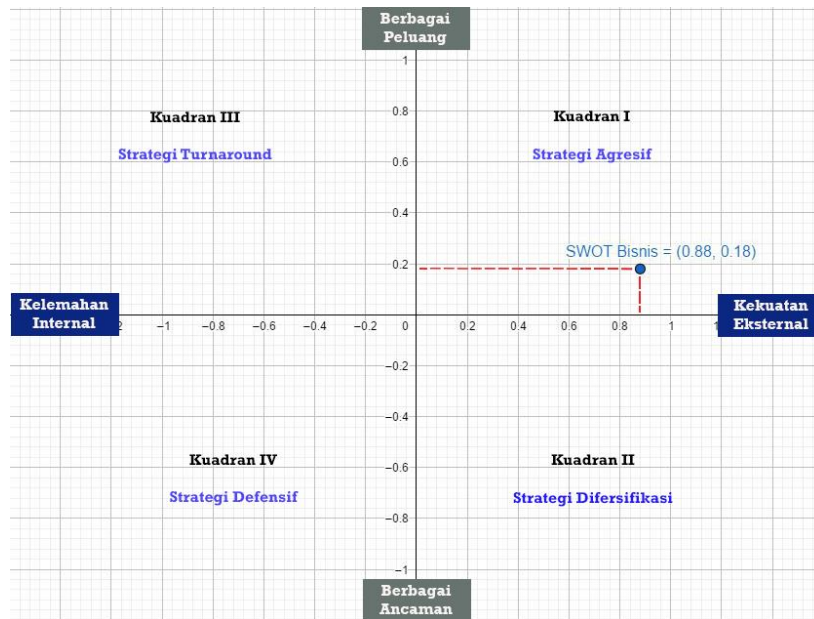 Berbagai
Peluang
1
Kuadran III
Kuadran I
0.8
Strategi Turnaround
Strategi Agresif
0.6
0.4
SWOT Bisnis = (0.88, 0.18)
0.2
Kelemahan
Internal
Kekuatan
Eksternal
2 −1 −0.8 −0.6 −0.4 −0.2 0 0.2 0.4 0.6 0.8 1
−0.2
−0.4
Kuadran IV
Kuadran II
−0.6
Strategi Defensif
Strategi Difersifikasi
−0.8
−1
Berbagai
Ancaman